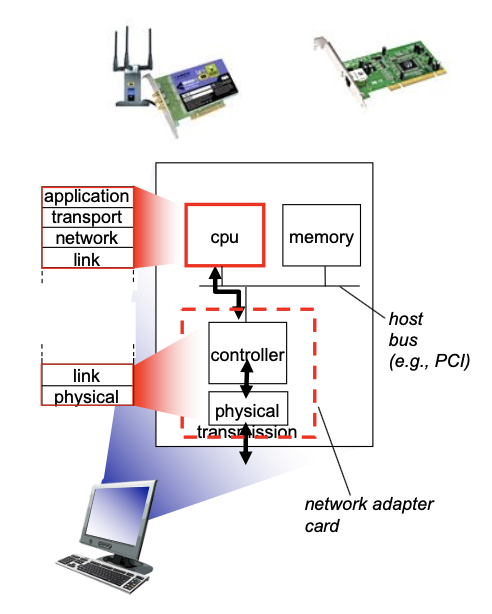 application
transport
network
link
cpu
memory
host
bus
(e.g., PCI)
controller
link
physical
physical
transmission
network adapter
card